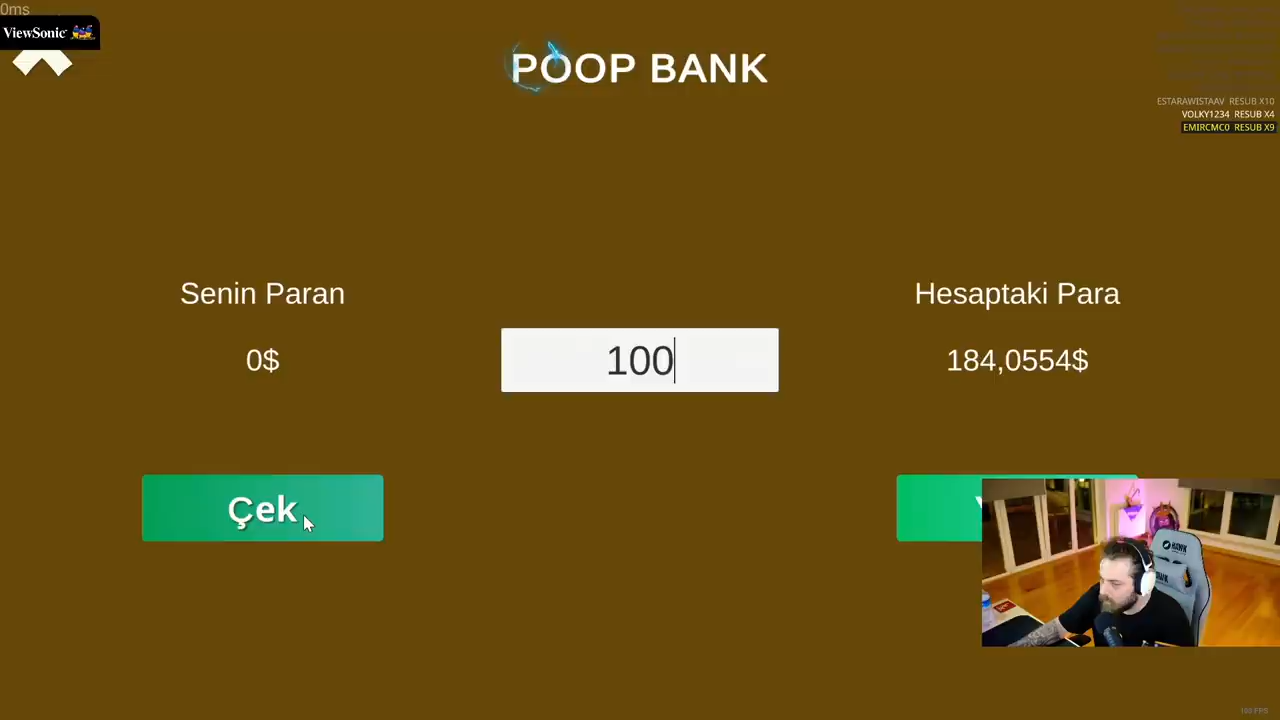 0ms
ViewSonic
POOP BANK
ESTARAWISTAAV RESUB X10
VOLKY1234 RESUB X4
EMIRCMC0 RESUB X9
Senin Paran
Hesaptaki Para
0$
100
184,0554$
Çek
HAWK